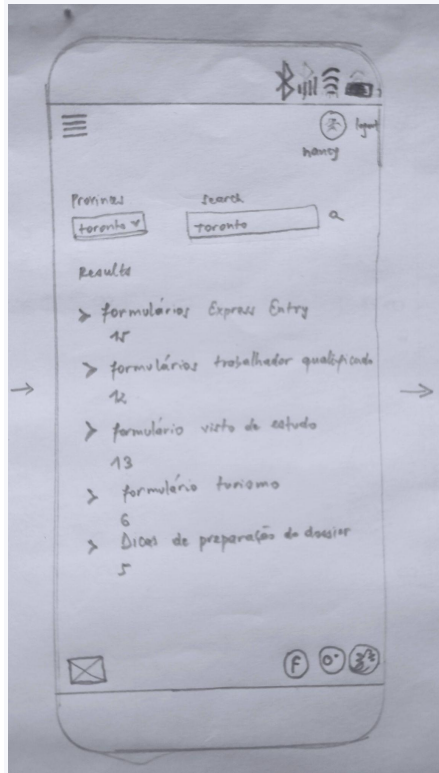 logout
nancy
Provinces Search
toronto toronto
Results
formulários Express Entry
15
formulários trabalhador qualificado
12
formulário visto de estudo
13
formulário turismo
6
Dicas de preparação do dossier
5
F